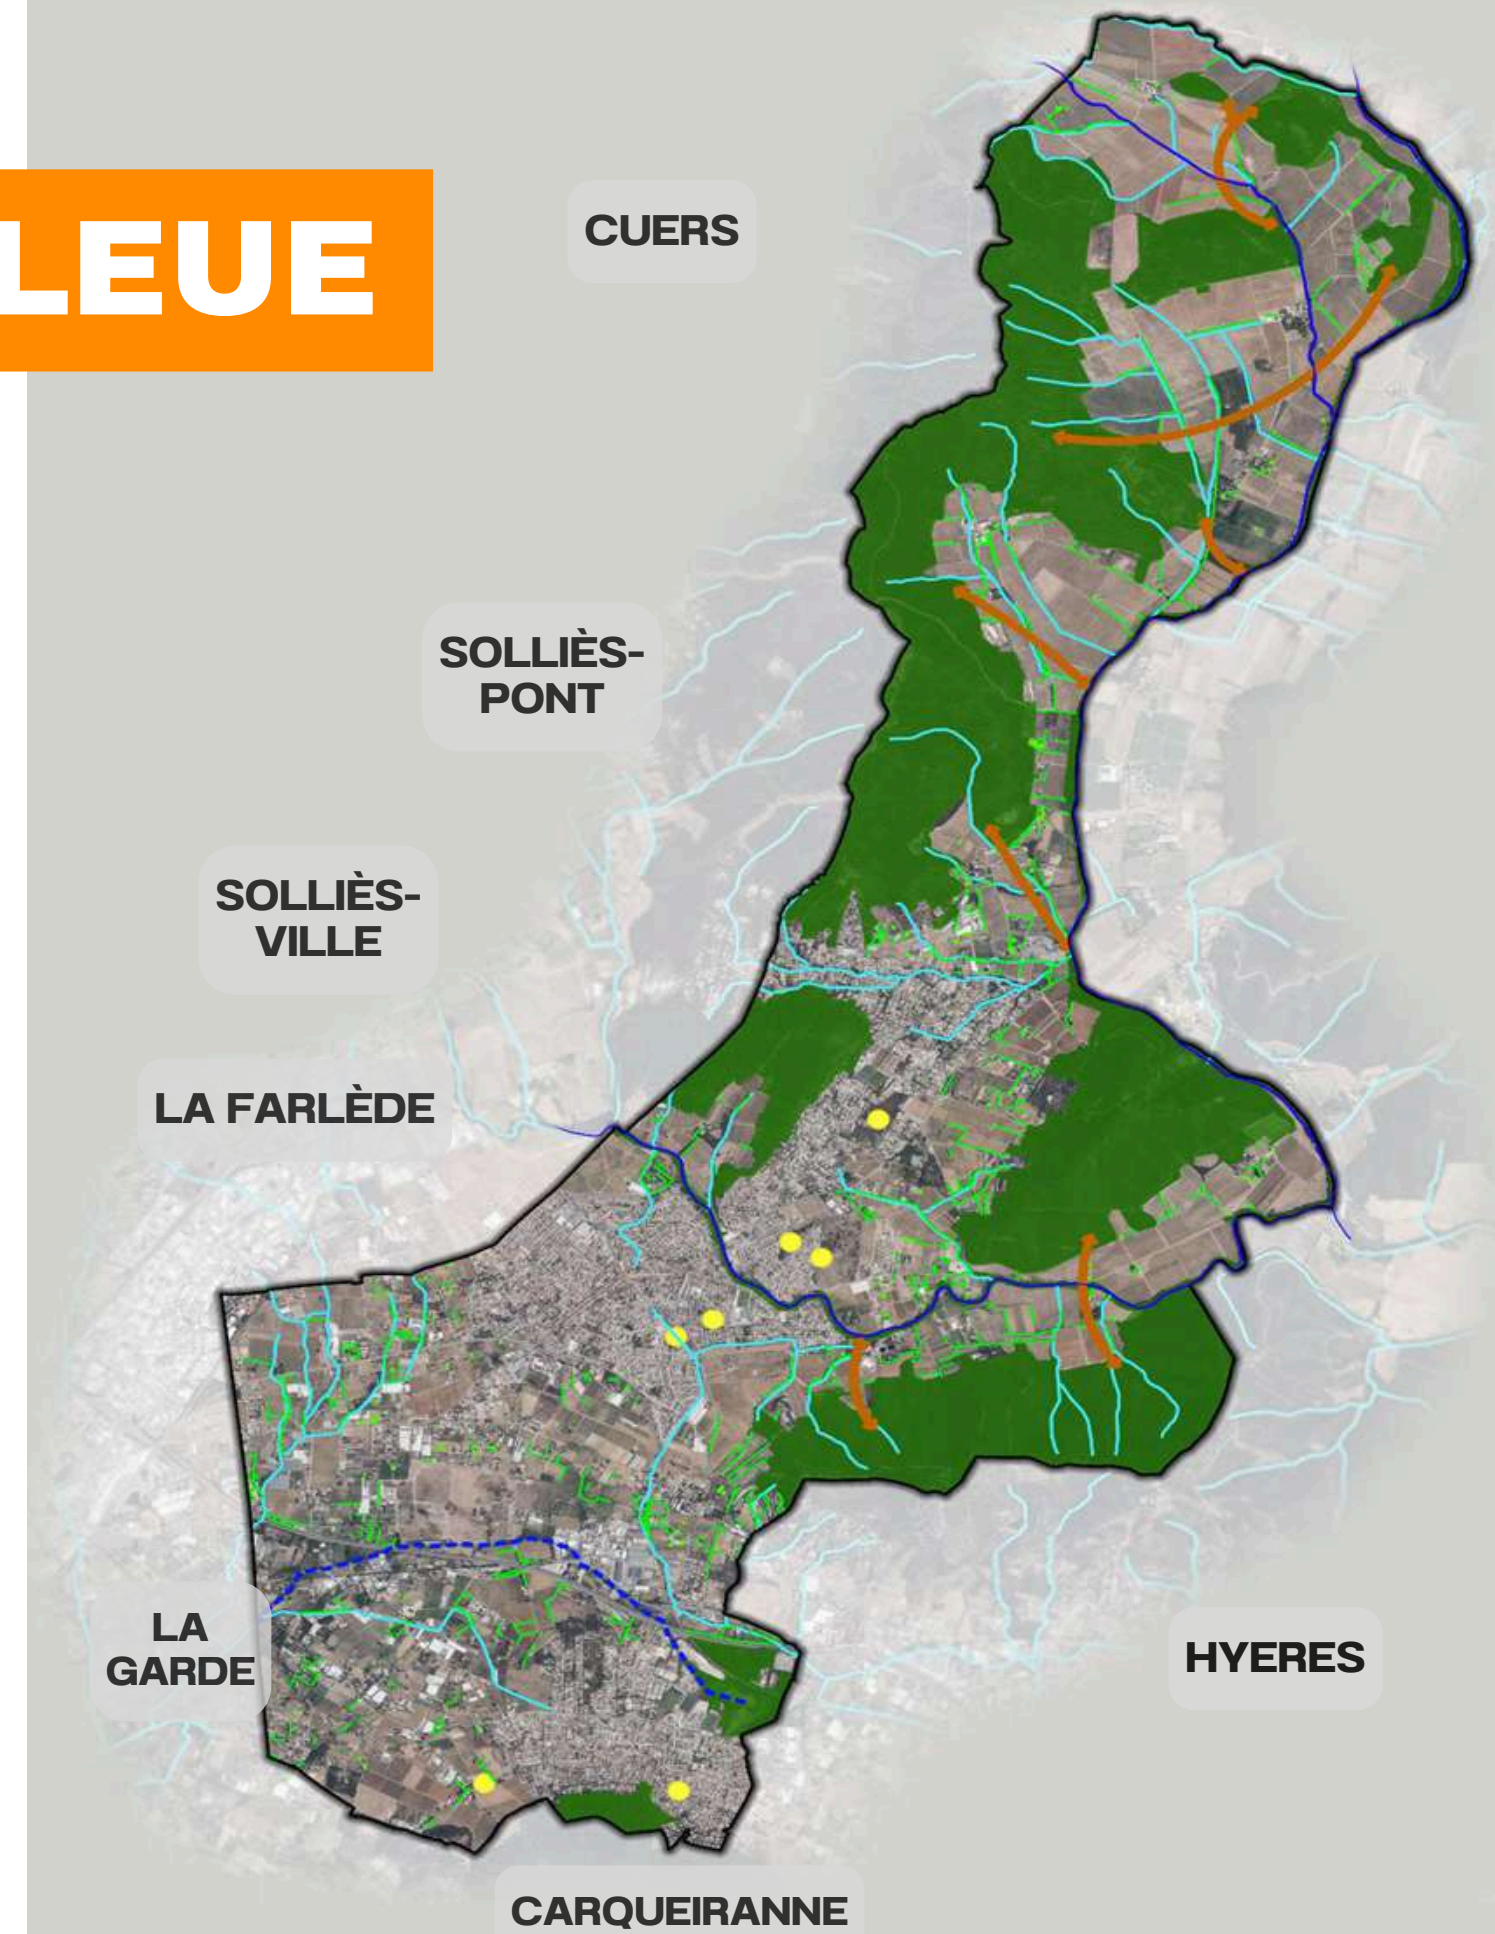 LEUE
CUERS
SOLLIÈS-
PONT
SOLLIÈS-
VILLE
LA FARLÈDE
LA
GARDE
HYERES
CARQUEIRANNE